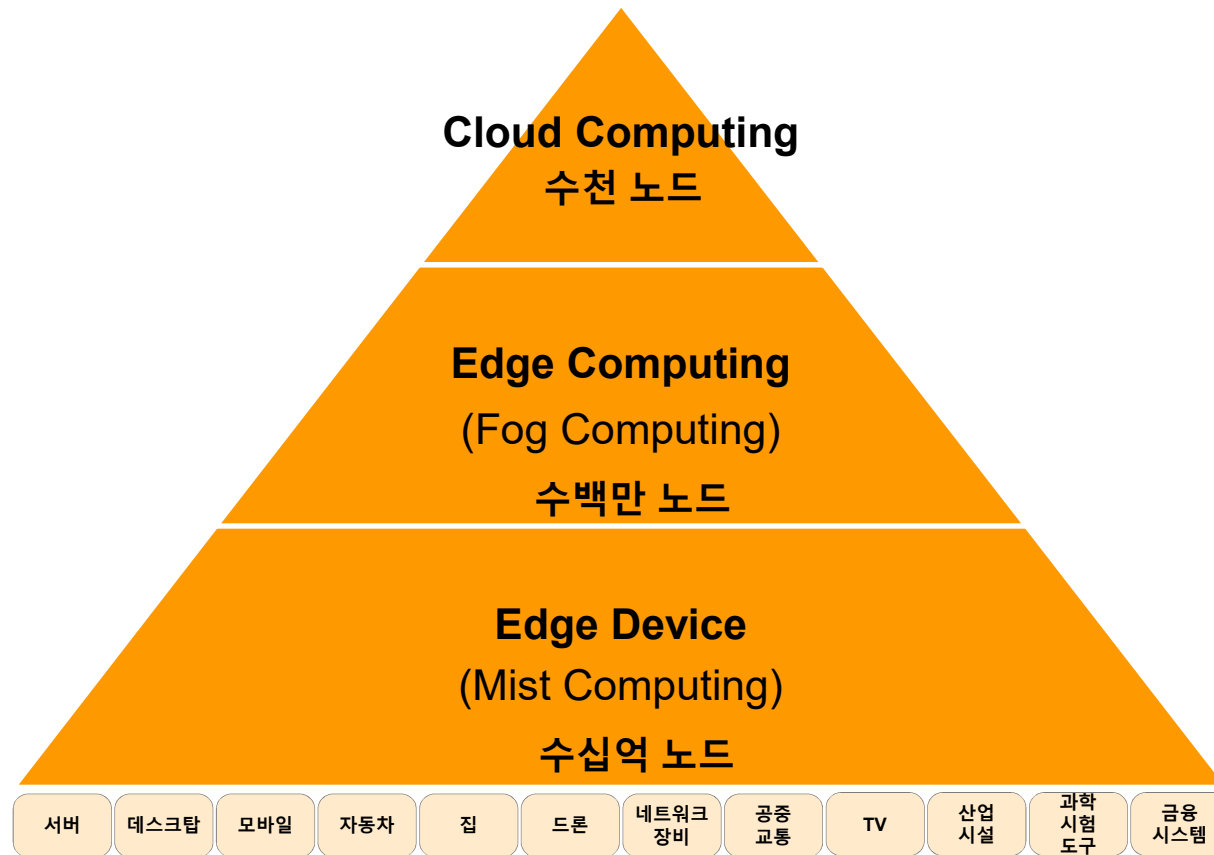 Cloud Computing
수천 노드
Edge Computing
(Fog Computing)
수백만 노드
Edge Device
(Mist Computing)
수십억 노드
서버
데스크탑
모바일
자동차
집
드론
네트워크
장비
공중
교통
TV
산업
시설
과학
시험
도구
금융
시스템